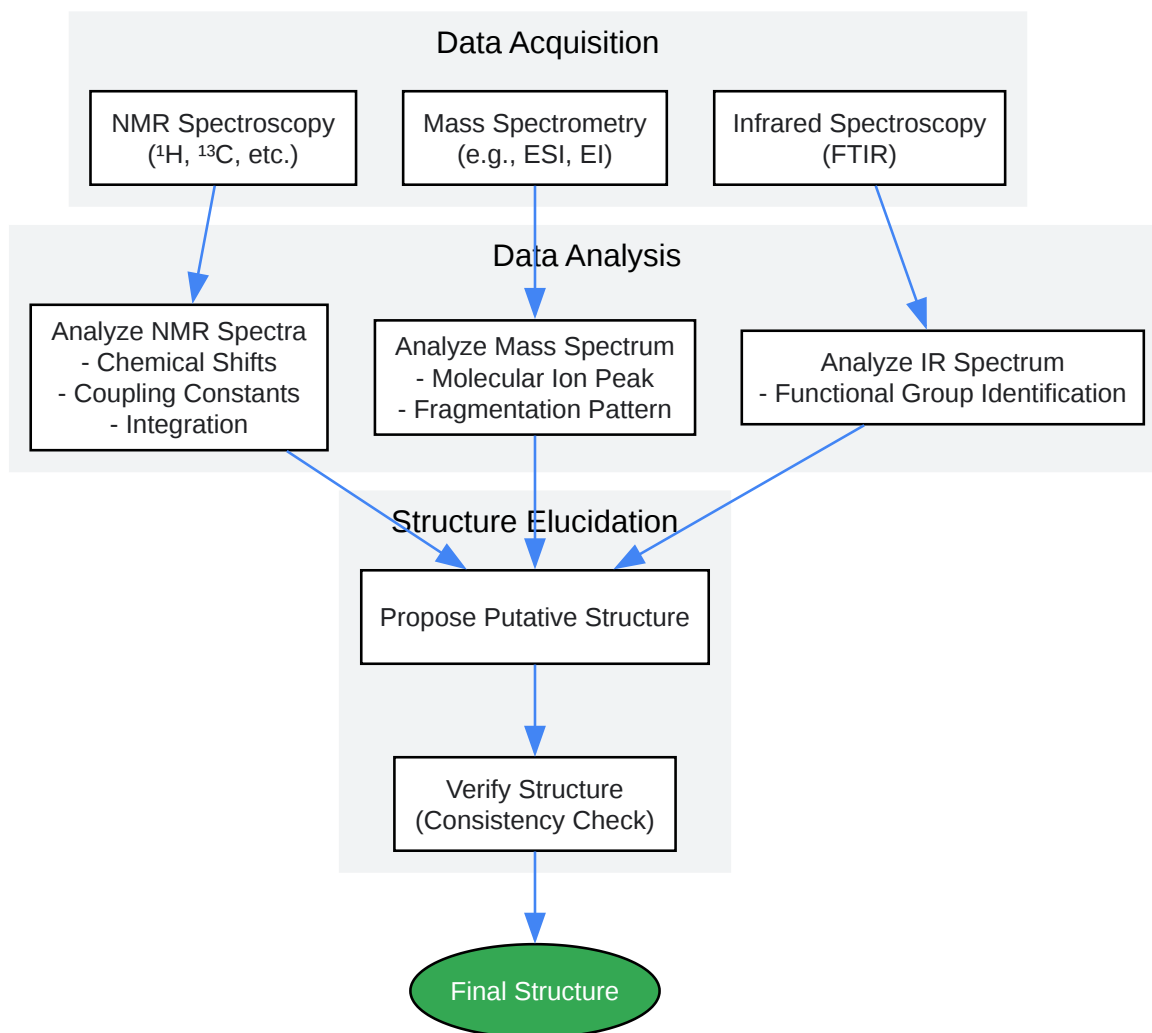 Data Acquisition
NMR Spectroscopy
(¹H, ¹³C, etc.)
Mass Spectrometry
(e.g., ESI, EI)
Infrared Spectroscopy
(FTIR)
Data Analysis
Analyze NMR Spectra
- Chemical Shifts
- Coupling Constants
- Integration
Analyze Mass Spectrum
- Molecular Ion Peak
- Fragmentation Pattern
Analyze IR Spectrum
- Functional Group Identification
Structure Elucidation
Propose Putative Structure
Verify Structure
(Consistency Check)
Final Structure